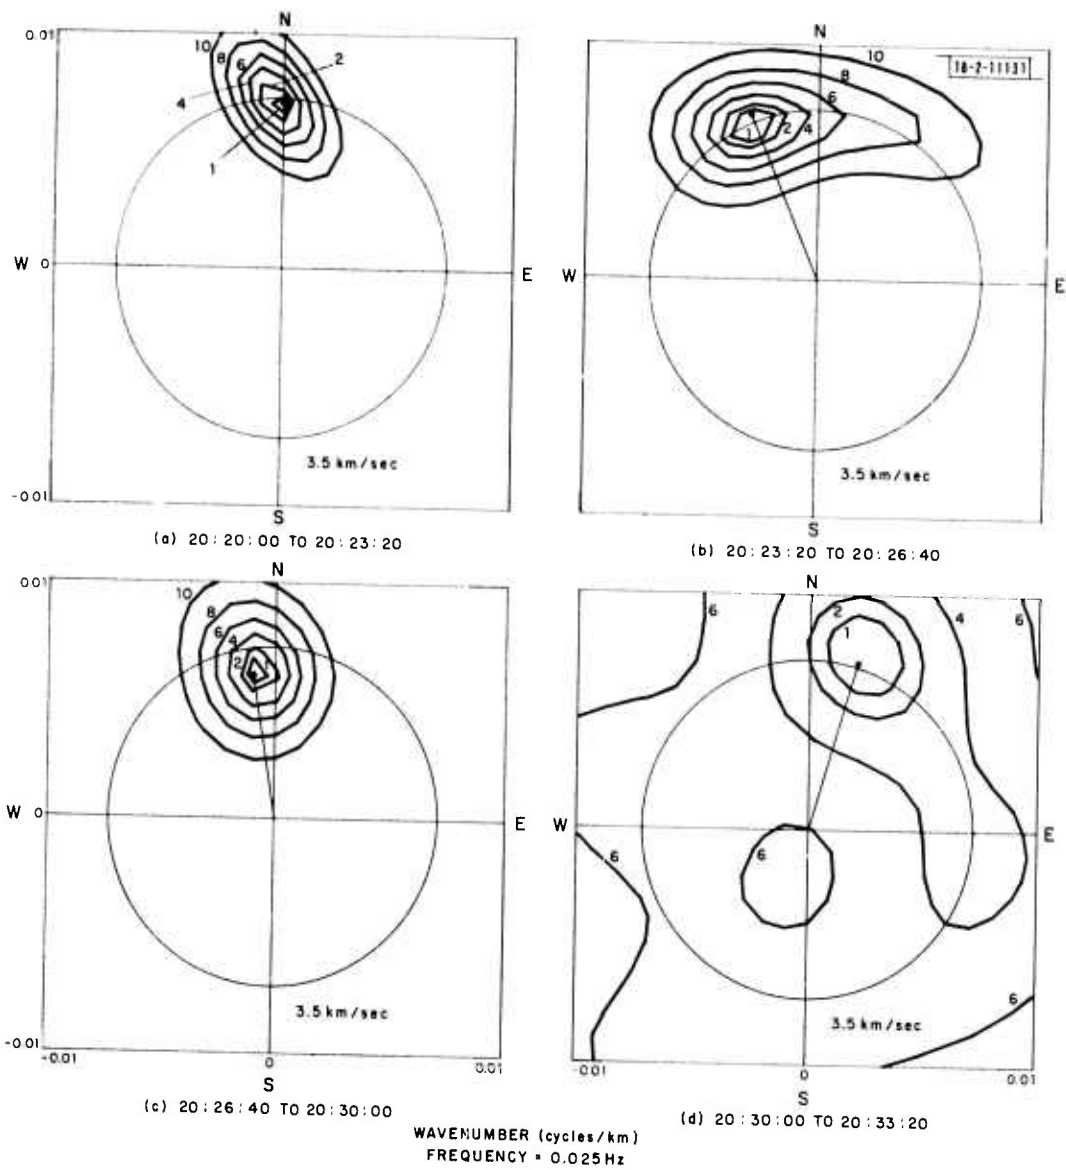 N
0.01
10
8
6
2
4
1
W 0
E
3.5 km/sec
-0.01
S
(a) 20:20:00 TO 20:23:20
N
10
18-2-11131
8
6
1
2
4
W
E
3.5 km/sec
S
(b) 20:23:20 TO 20:26:40
N
0.01
10
8
6
4
2
W 0
E
3.5 km/sec
-0.01
-0.01
0
0.01
S
(c) 20:26:40 TO 20:30:00
N
6
2
1
4
6
W
E
6
6
6
3.5 km/sec
-0.01
0
0.01
S
(d) 20:30:00 TO 20:33:20
WAVENUMBER (cycles/km)
FREQUENCY = 0.025Hz